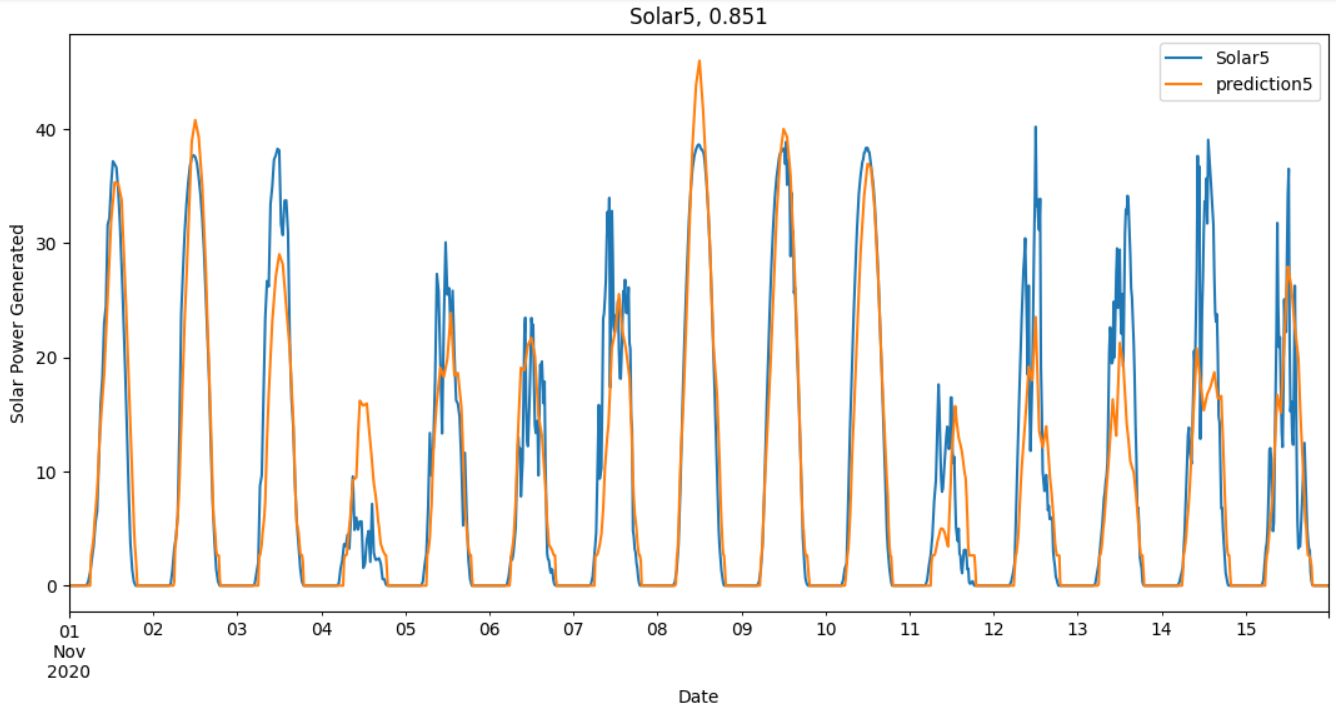 Solar5, 0.851
Solar5
prediction5
Solar Power Generated
40
30
20
10
0
01 02 03 04 05 06 07 08 09 10 11 12 13 14 15
Nov
2020
Date